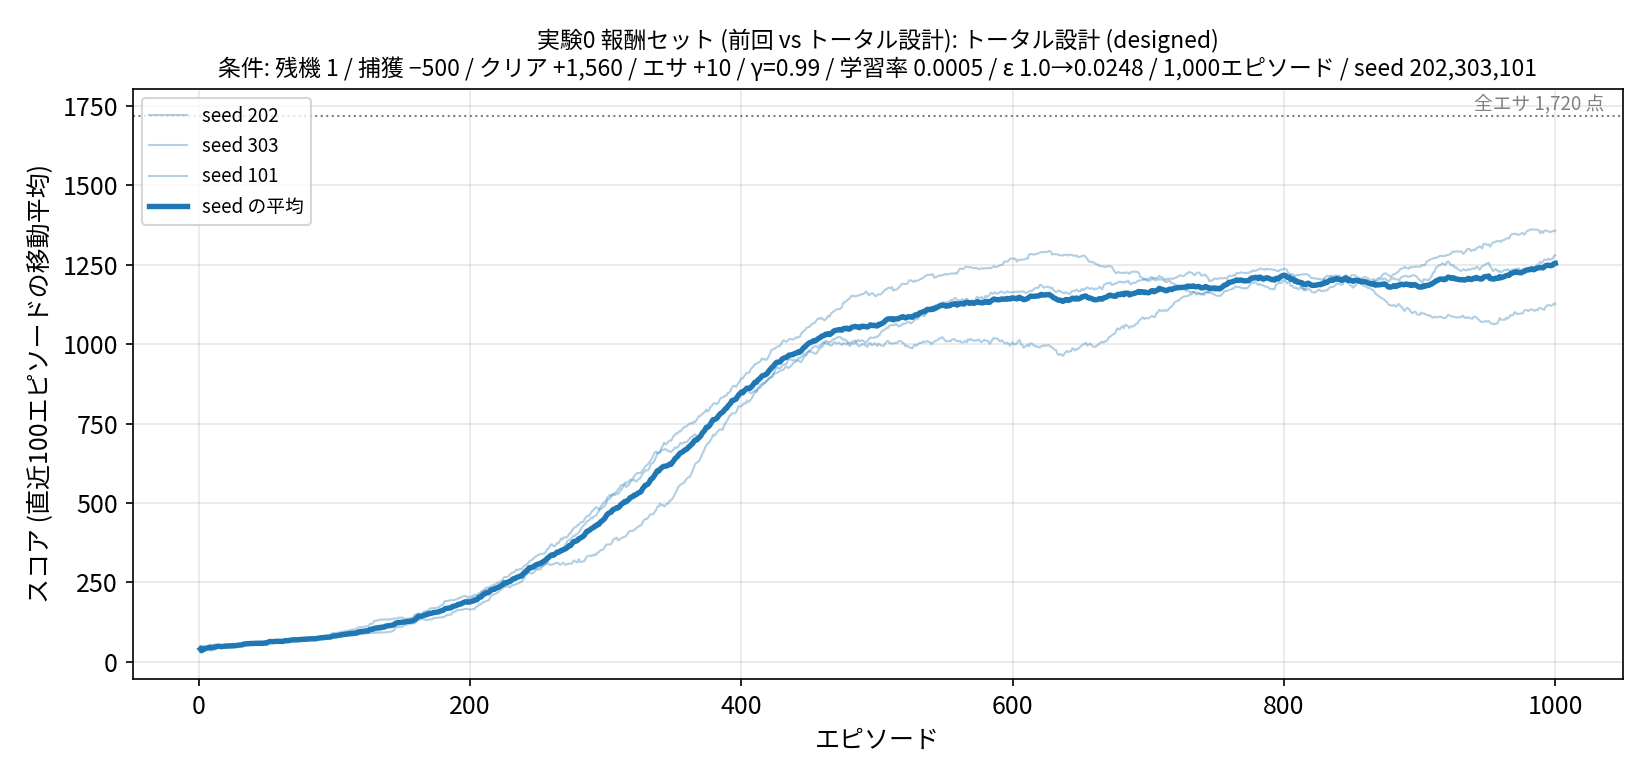 実験0 報酬セット (前回 vs トータル設計): トータル設計 (designed)
条件: 残機 1 / 捕獲 −500 / クリア +1,560 / エサ +10 / γ=0.99 / 学習率 0.0005 / ε 1.0→0.0248 / 1,000エピソード / seed 202,303,101
全エサ 1,720 点
seed 202
seed 303
seed 101
seed の平均
スコア (直近100エピソードの移動平均)
1750
1500
1250
1000
750
500
250
0
0 200 400 600 800 1000
エピソード